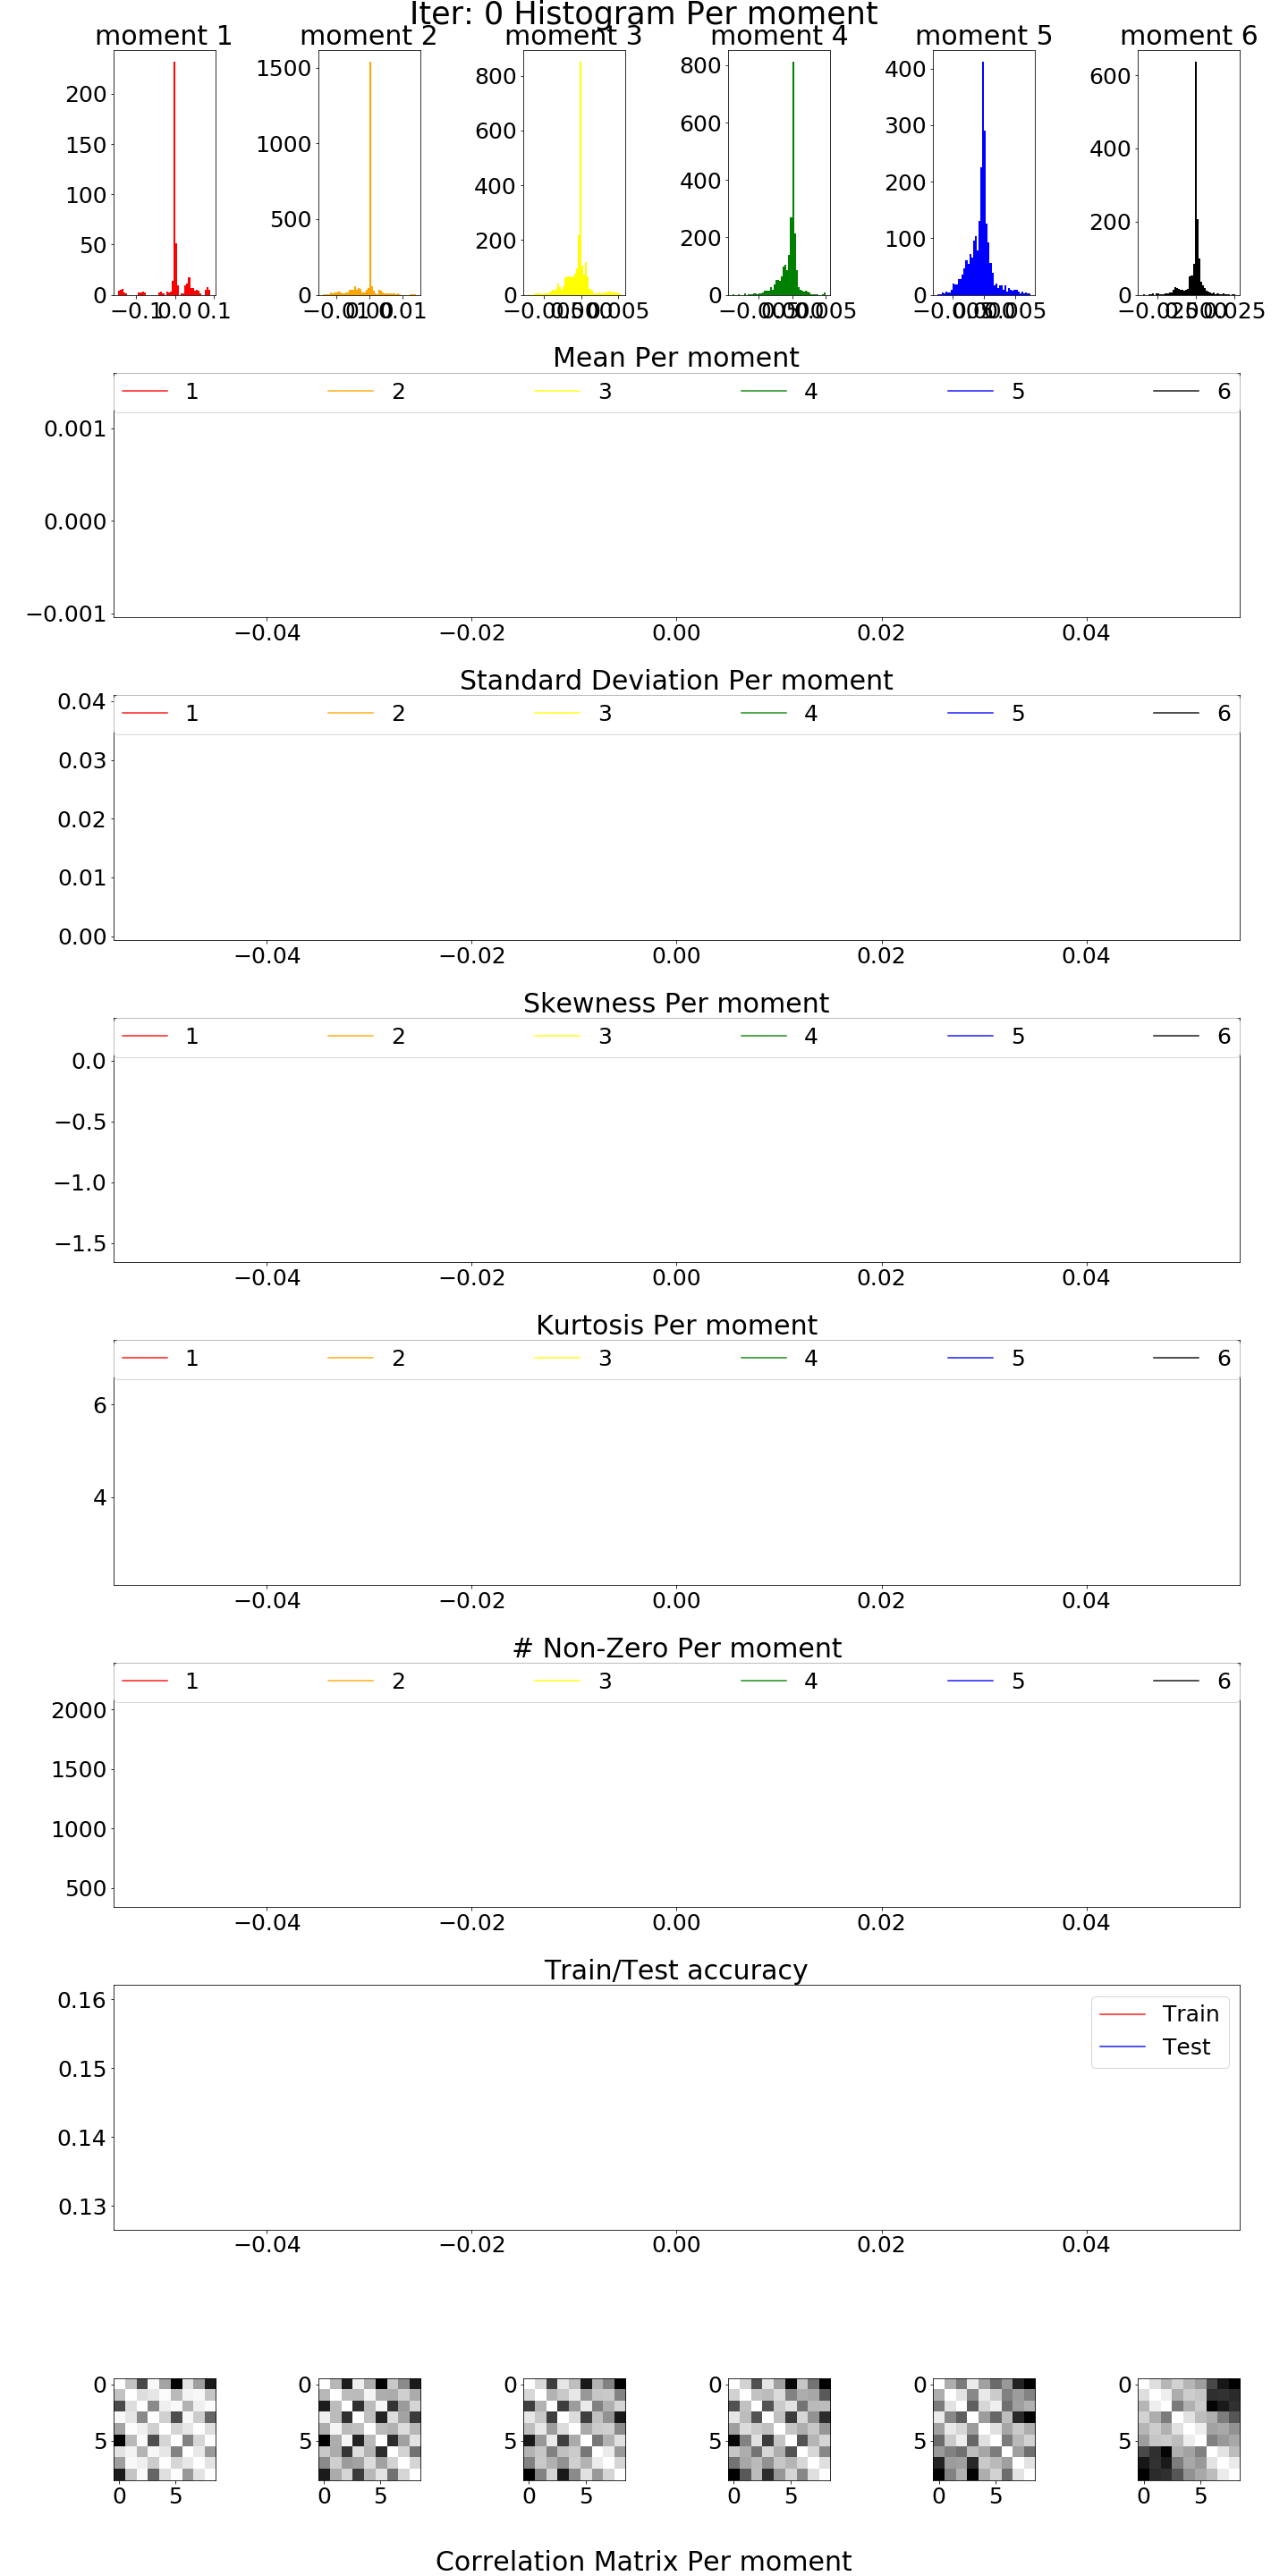 Iter: 0 Histogram Per moment
moment 1 moment 2 moment 3 moment 4 moment 5 moment 6
200 150 100 50 0
−0.1 0.0 0.1
1500 1000 500 0
0.01
800 600 400 200 0
0.005
800 600 400 200 0
0.005
400 300 200 100 0
0.005
600 400 200 0
0.025
Mean Per moment
1 2 3 4 5 6
0.001
0.000
−0.001
−0.04 −0.02 0.00 0.02 0.04
Standard Deviation Per moment
0.04
1 2 3 4 5 6
0.03
0.02
0.01
0.00
−0.04 −0.02 0.00 0.02 0.04
Skewness Per moment
1 2 3 4 5 6
0.0
−0.5
−1.0
−1.5
−0.04 −0.02 0.00 0.02 0.04
Kurtosis Per moment
1 2 3 4 5 6
6
4
−0.04 −0.02 0.00 0.02 0.04
# Non-Zero Per moment
1 2 3 4 5 6
2000
1500
1000
500
−0.04 −0.02 0.00 0.02 0.04
Train/Test accuracy
0.16
Train
Test
0.15
0.14
0.13
−0.04 −0.02 0.00 0.02 0.04
0 0 0 0 0 0
5 5 5 5 5 5
0 5 0 5 0 5 0 5 0 5 0 5
Correlation Matrix Per moment